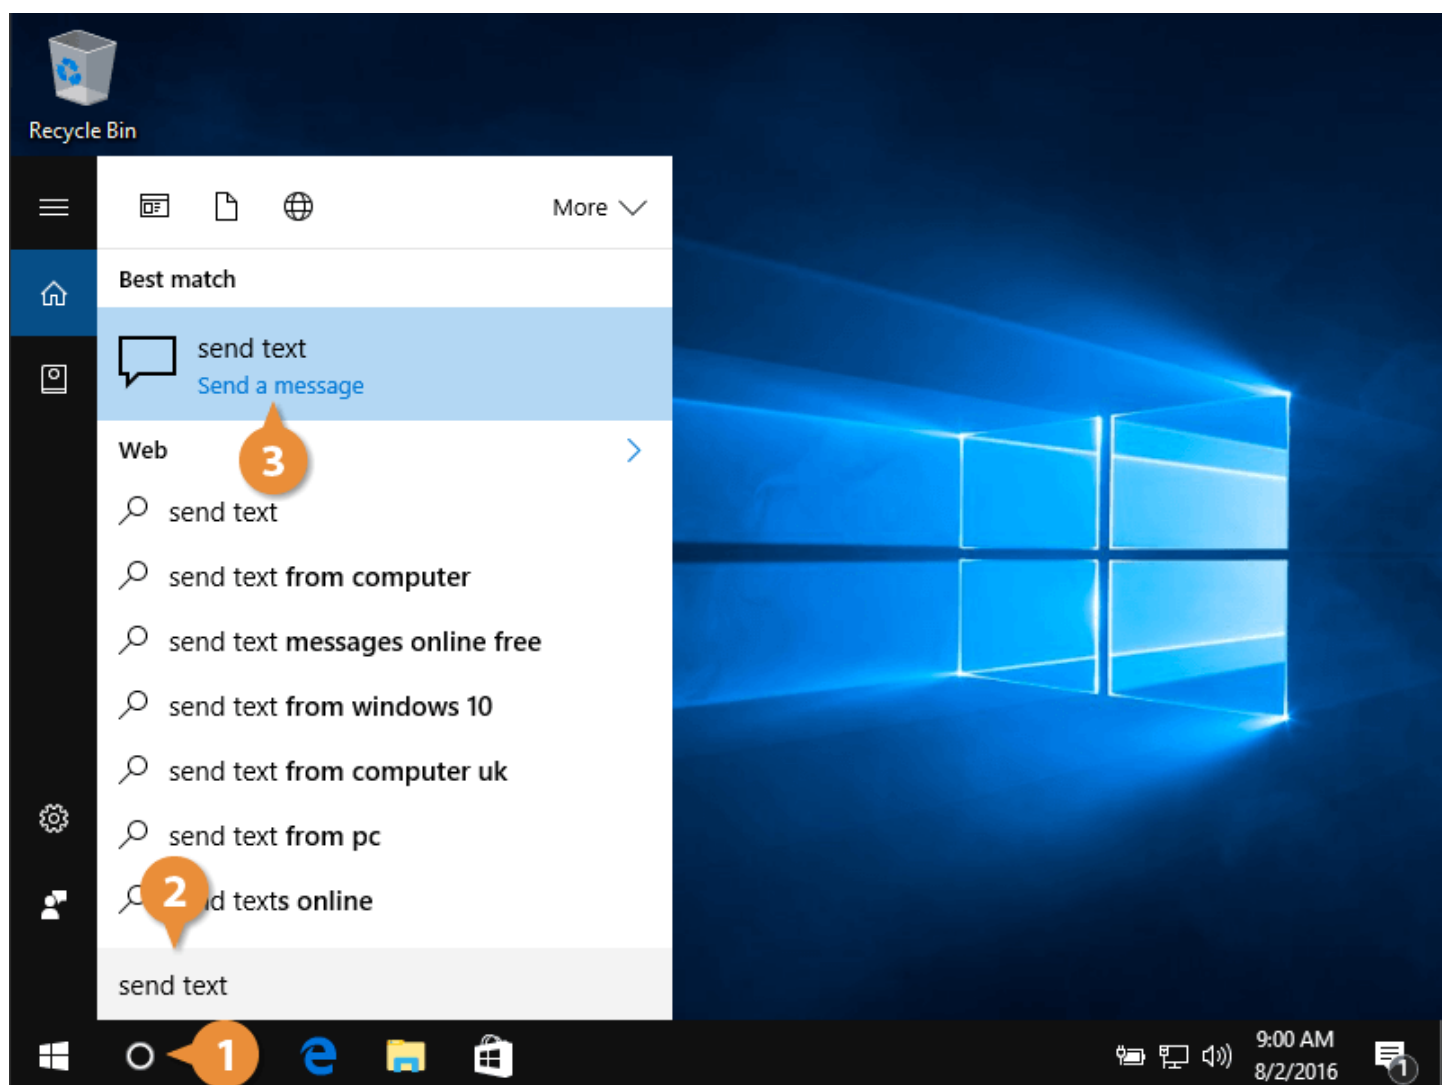 Recycle Bin
More
Best match
send text
Send a message
3
Web
send text
send text from computer
send text messages online free
send text from windows 10
send text from computer uk
send text from pc
2
d texts online
send text
1
9:00 AM
8/2/2016
1